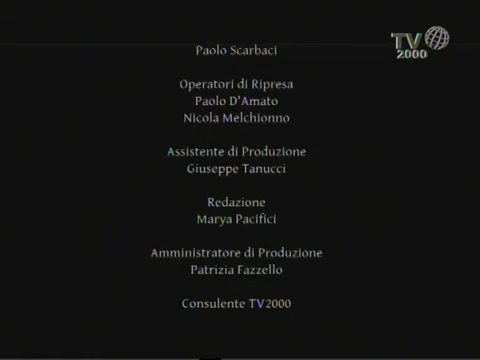 TV
2000
Paolo Scarbaci
Operatori di Ripresa
Paolo D'Amato
Nicola Melchionno
Assistente di Produzione
Giuseppe Tanucci
Redazione
Marya Pacifici
Amministratore di Produzione
Patrizia Fazzello
Consulente TV2000